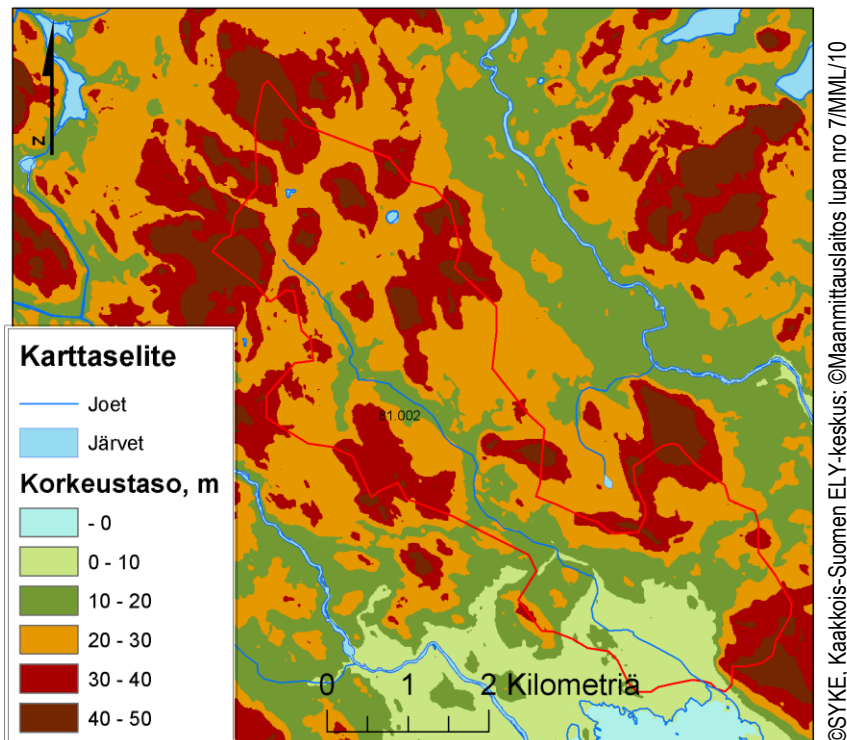 z
81.002
Karttaselite
Joet
Järvet
Korkeustaso, m
- 0
0 - 10
10 - 20
20 - 30
30 - 40
40 - 50
0 1 2 Kilometriä
©SYKE, Kaakkois-Suomen ELY-keskus; ©Maanmittauslaitos lupa nro 7/MML/10